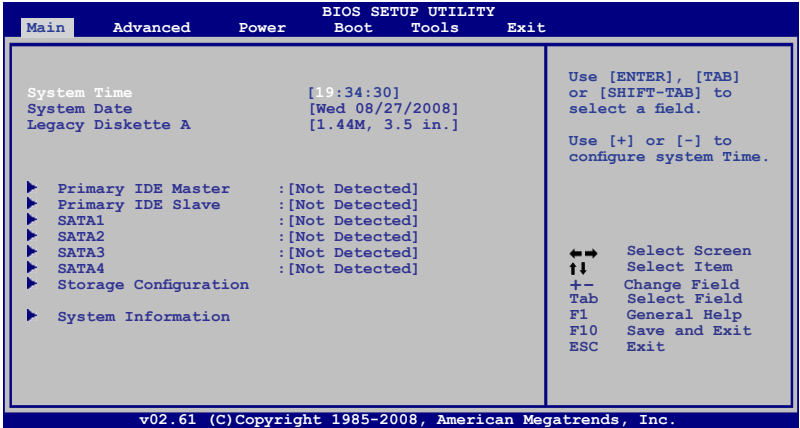 BIOS SETUP UTILITY
Main Advanced Power Boot Tools Exit
System Time [19:34:30]
System Date [Wed 08/27/2008]
Legacy Diskette A [1.44M, 3.5 in.]
Primary IDE Master :[Not Detected]
Primary IDE Slave :[Not Detected]
SATA1 :[Not Detected]
SATA2 :[Not Detected]
SATA3 :[Not Detected]
SATA4 :[Not Detected]
Storage Configuration
System Information
Use [ENTER], [TAB]
or [SHIFT-TAB] to
select a field.
Use [+] or [-] to
configure system Time.
←→ Select Screen
↑↓ Select Item
+- Change Field
Tab Select Field
F1 General Help
F10 Save and Exit
ESC Exit
v02.61 (C)Copyright 1985-2008, American Megatrends, Inc.